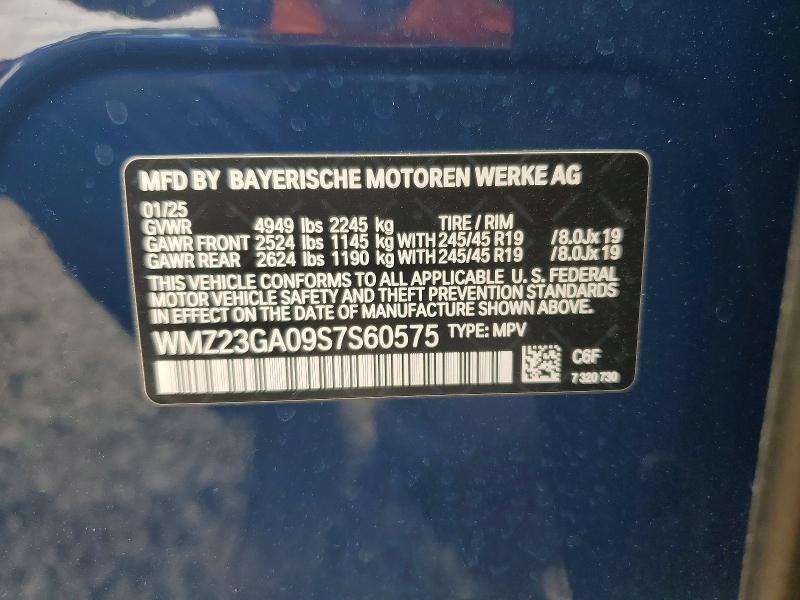 MFD BY BAYERISCHE MOTOREN WERKE AG
01/25
GVWR 4949 lbs 2245 kg TIRE / RIM
GAWR FRONT 2524 lbs 1145 kg WITH 245/45 R19 /8.0Jx19
GAWR REAR 2624 lbs 1190 kg WITH 245/45 R19 /8.0Jx19
THIS VEHICLE CONFORMS TO ALL APPLICABLE U.S. FEDERAL
MOTOR VEHICLE SAFETY AND THEFT PREVENTION STANDARDS
IN EFFECT ON THE DATE OF MANUFACTURE SHOWN ABOVE.
WMZ23GA09S7S60575 TYPE: MPV
C6F
7 320 730